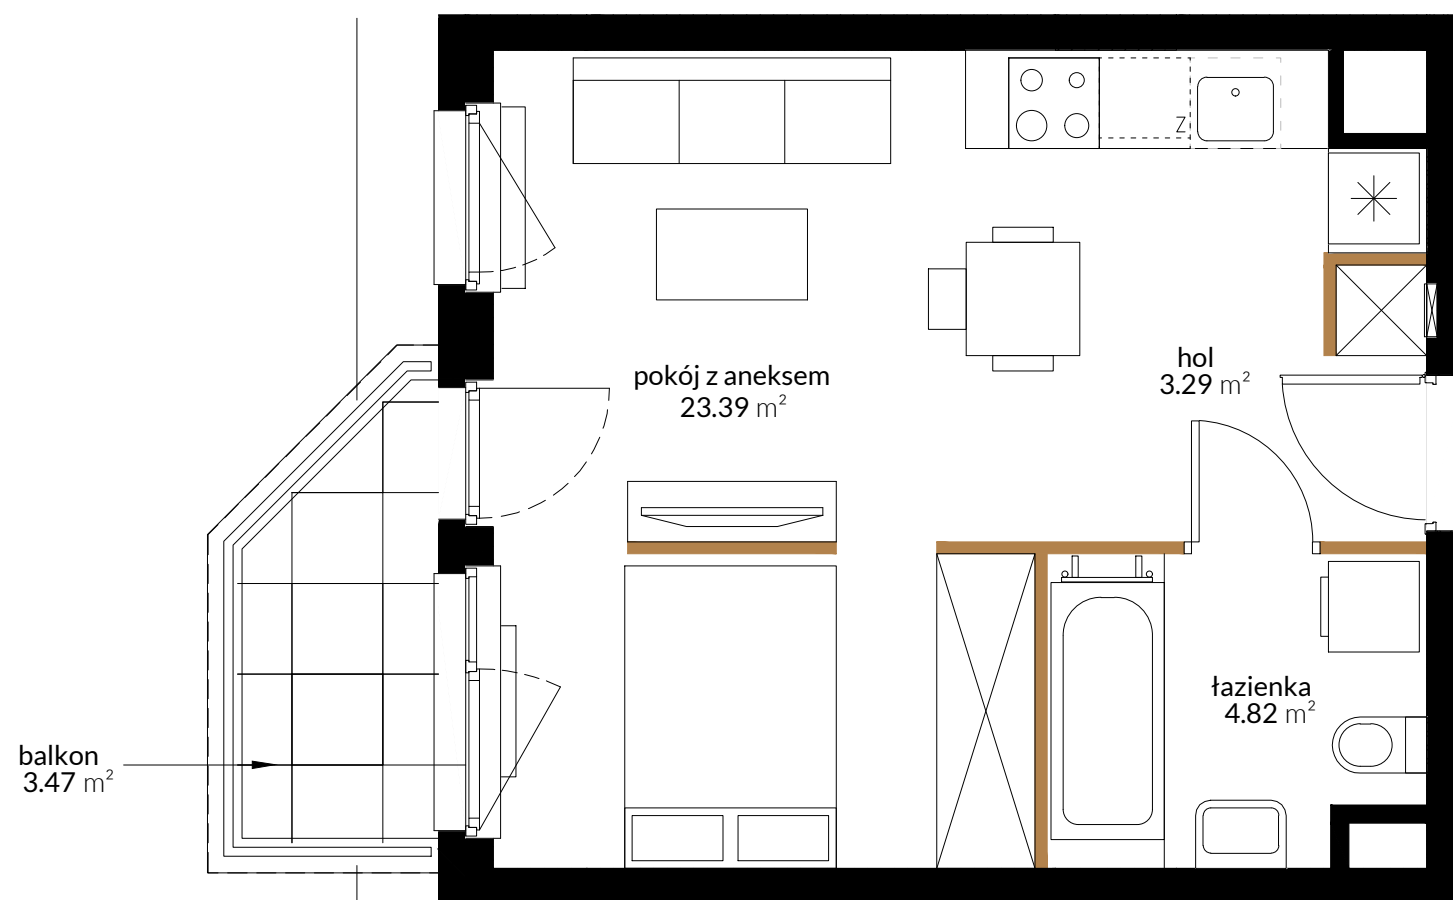 Z
hol
3.29 m²
pokój z aneksem
23.39 m²
łazienka
4.82 m²
balkon
3.47 m²